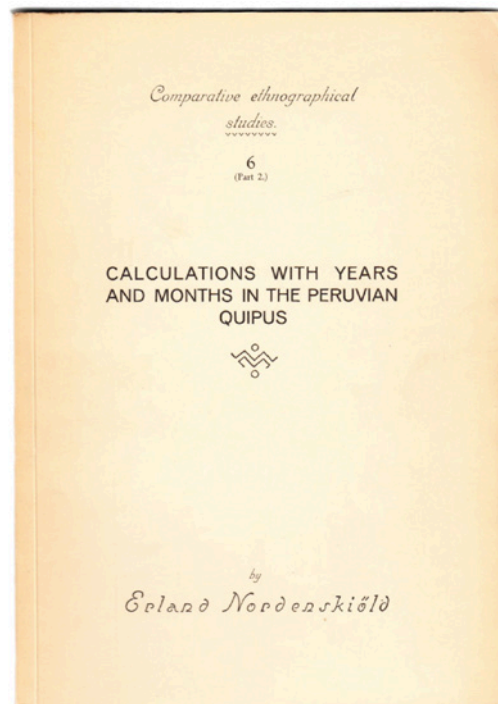 Comparative ethnographical
studies.
6
(Part 2.)
CALCULATIONS WITH YEARS
AND MONTHS IN THE PERUVIAN
QUIPUS
by
Erland Nordenskiöld